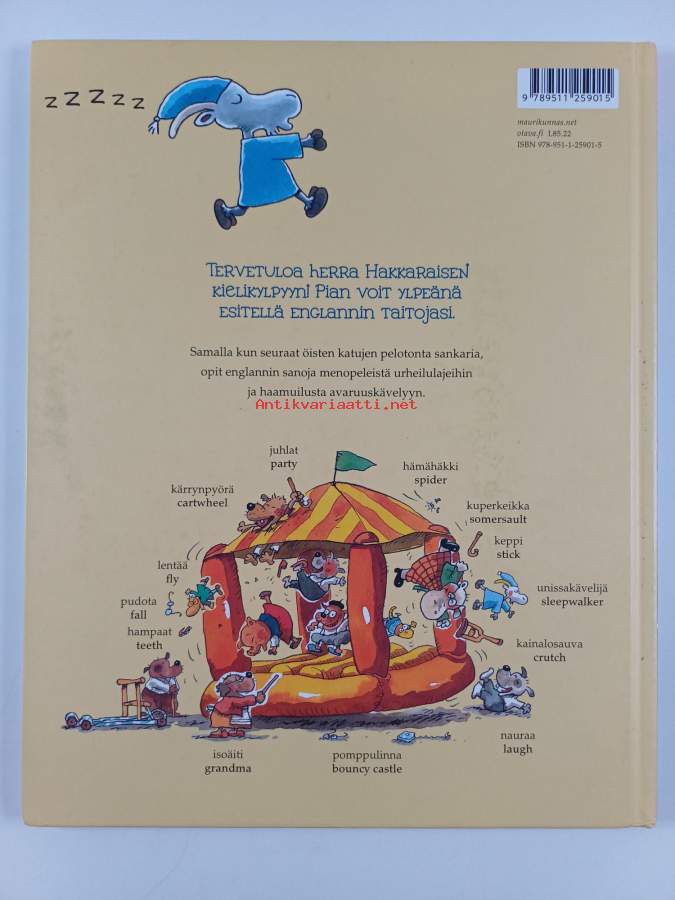 z z z z z
9 789511 259015
maurikunnas.net
otava.fi L85.22
ISBN 978-951-1-25901-5
TERVETULOA HERRA HAKKARAISEN
KIELIKYLPYYN! PIAN VOIT YLPEÄNÄ
ESITELLÄ ENGLANNIN TAITOJASI.
Samalla kun seuraat öisten katujen pelotonta sankaria,
opit englannin sanoja menopeleistä urheilulajeihin
ja haamuilusta avaruuskävelyyn.
Antikvariaatti.net
juhlat
party
hämähäkki
spider
kärrynpyörä
cartwheel
kuperkeikka
somersault
keppi
stick
lentää
fly
unissakävelijä
sleepwalker
pudota
fall
hampaat
teeth
kainalosauva
crutch
nauraa
laugh
isoäiti
grandma
pomppulinna
bouncy castle